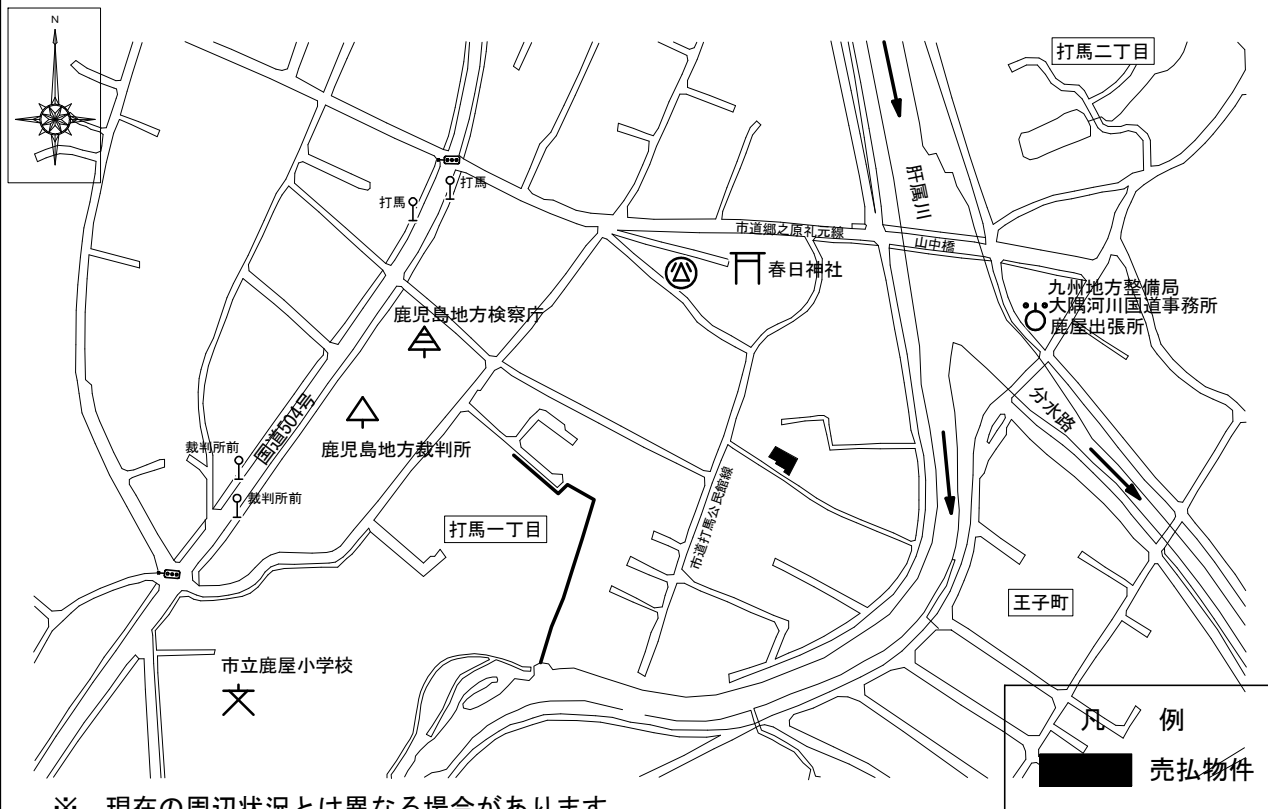 N
打馬二丁目
肝属川
打馬
打馬
市道郷之原礼元線
山中橋
春日神社
九州地方整備局
大隅河川国道事務所
鹿屋出張所
鹿児島地方検察庁
分水路
国道504号
鹿児島地方裁判所
裁判所前
裁判所前
市道打馬公民館線
打馬一丁目
王子町
市立鹿屋小学校
凡 例
売払物件
※ 現在の周辺状況とは異なる場合があります